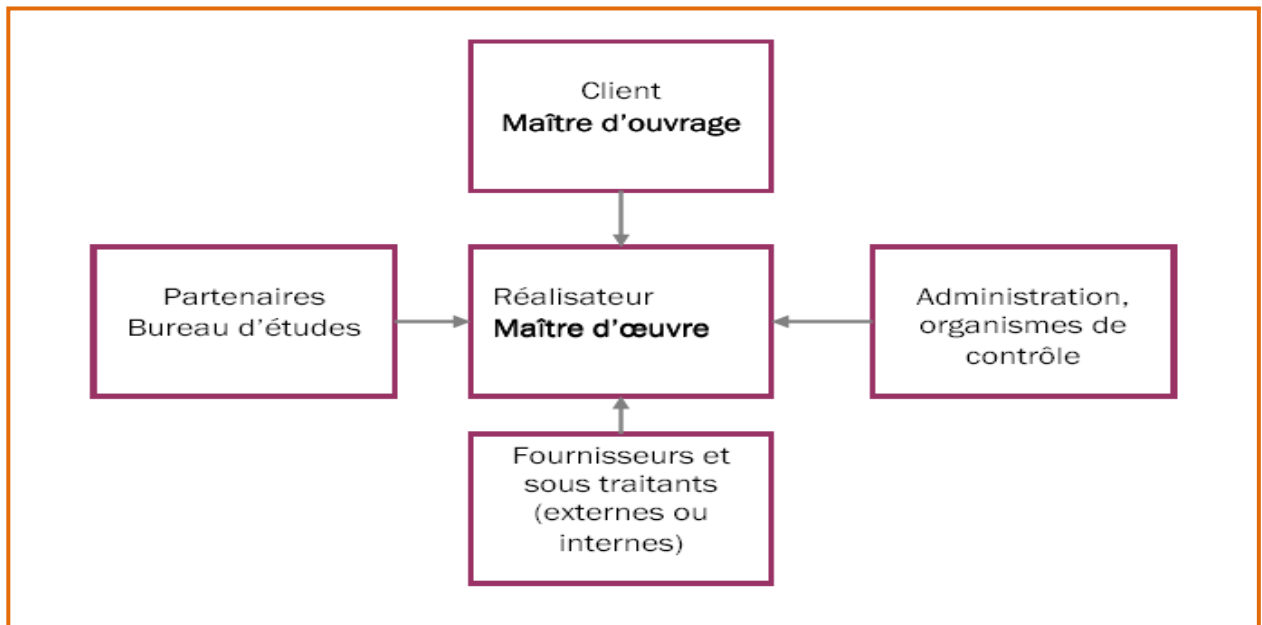 Client
Maître d'ouvrage
Partenaires
Bureau d'études
Réalisateur
Maître d'œuvre
Administration,
organismes de
contrôle
Fournisseurs et
sous traitants
(externes ou
internes)